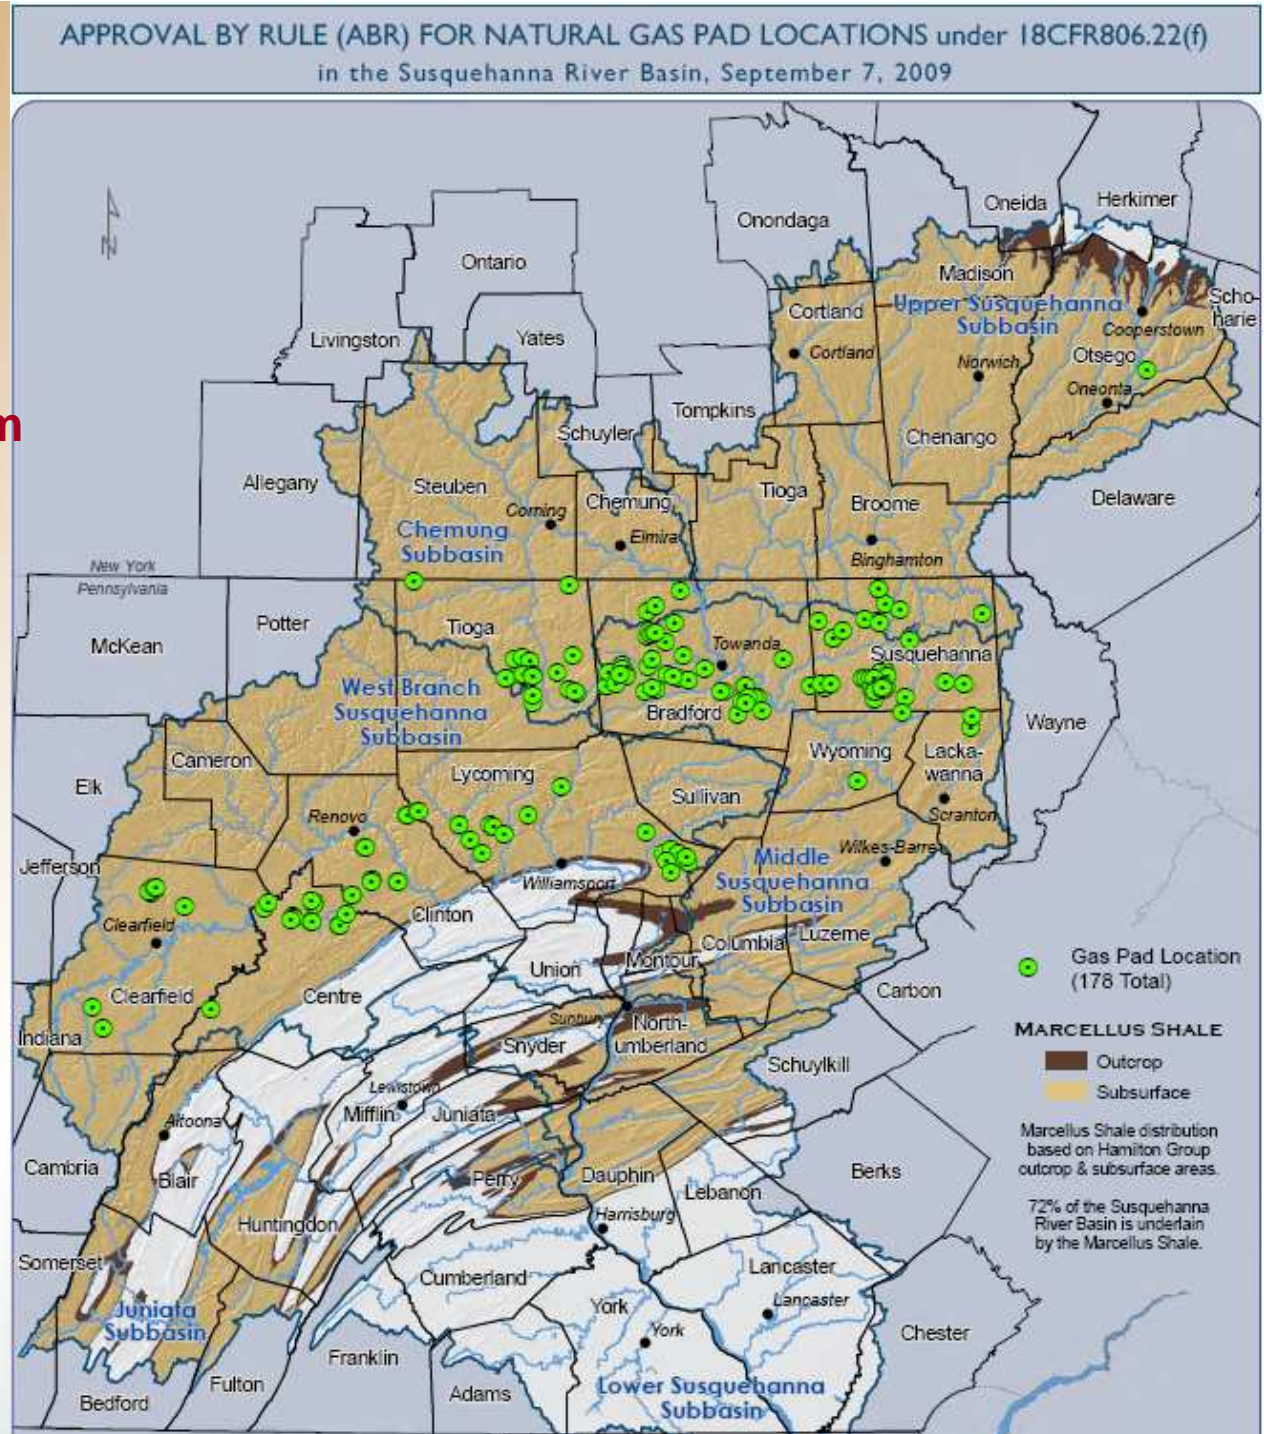 APPROVAL BY RULE (ABR) FOR NATURAL GAS PAD LOCATIONS under 18CFR806.22(f)
in the Susquehanna River Basin, September 7, 2009
m
N
Oneida
Herkimer
Onondaga
Ontario
Madison
Livingston
Yates
Cortland
Upper Susquehanna
Subbasin
Scho-
harie
Cooperstown
Cortland
Norwich
Otsego
Oneonta
Tompkins
Schuyler
Chenango
Allegany
Steuben
Chemung
Tioga
Broome
Delaware
Corning
Chemung
Subbasin
Elmira
Binghamton
New York
Pennsylvania
McKean
Potter
Tioga
Towanda
Susquehanna
West Branch
Susquehanna
Subbasin
Bradford
Wayne
Cameron
Elk
Lycoming
Sullivan
Wyoming
Lacka-
wanna
Scranton
Renovo
Jefferson
Middle
Susquehanna
Subbasin
Wilkes-Barre
Williamsport
Clearfield
Clinton
Columbia
Luzerne
Montour
Union
Gas Pad Location
(178 Total)
Clearfield
Centre
Carbon
Indiana
Sunbury
North-
umberland
Snyder
MARCELLUS SHALE
Outcrop
Subsurface
Schuylkill
Lewistown
Mifflin
Juniata
Altoona
Marcellus Shale distribution
based on Hamilton Group
outcrop & subsurface areas.
Cambria
Blair
Perry
Dauphin
Lebanon
Berks
72% of the Susquehanna
River Basin is underlain
by the Marcellus Shale.
Huntingdon
Harrisburg
Somerset
Cumberland
Lancaster
Lancaster
Juniata
Subbasin
York
York
Chester
Franklin
Fulton
Adams
Bedford
Lower Susquehanna
Subbasin